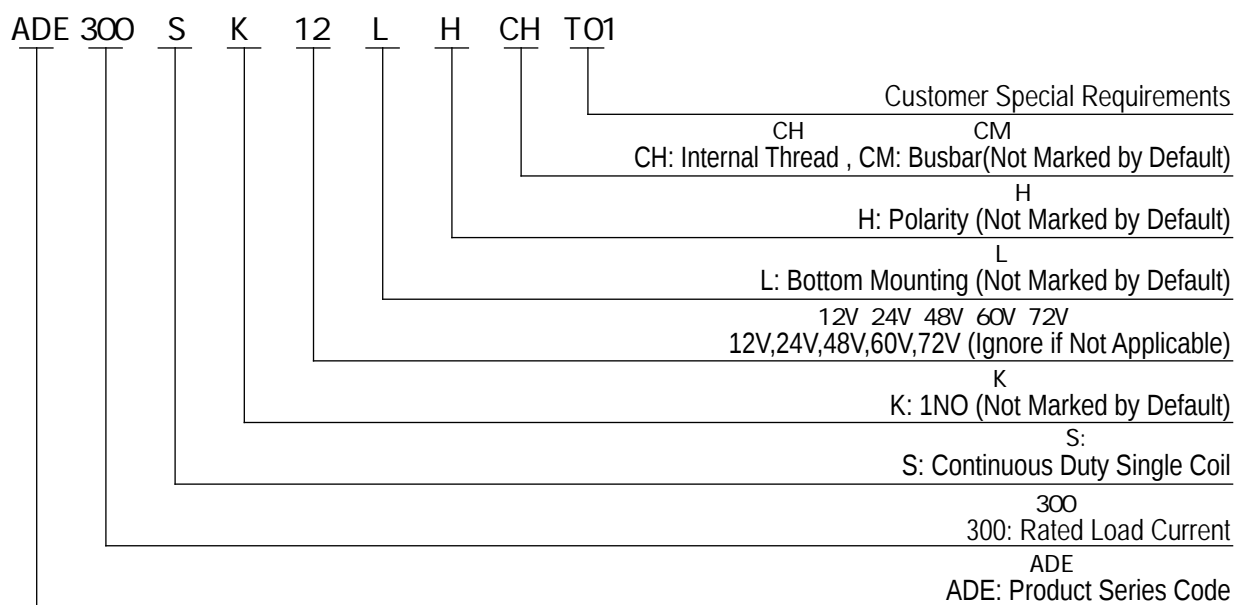 ADE 300 S K 12 L H CH T01
Customer Special Requirements
CH CM
CH: Internal Thread , CM: Busbar(Not Marked by Default)
H
H: Polarity (Not Marked by Default)
L
L: Bottom Mounting (Not Marked by Default)
12V 24V 48V 60V 72V
12V,24V,48V,60V,72V (Ignore if Not Applicable)
K
K: 1NO (Not Marked by Default)
S:
S: Continuous Duty Single Coil
300
300: Rated Load Current
ADE
ADE: Product Series Code